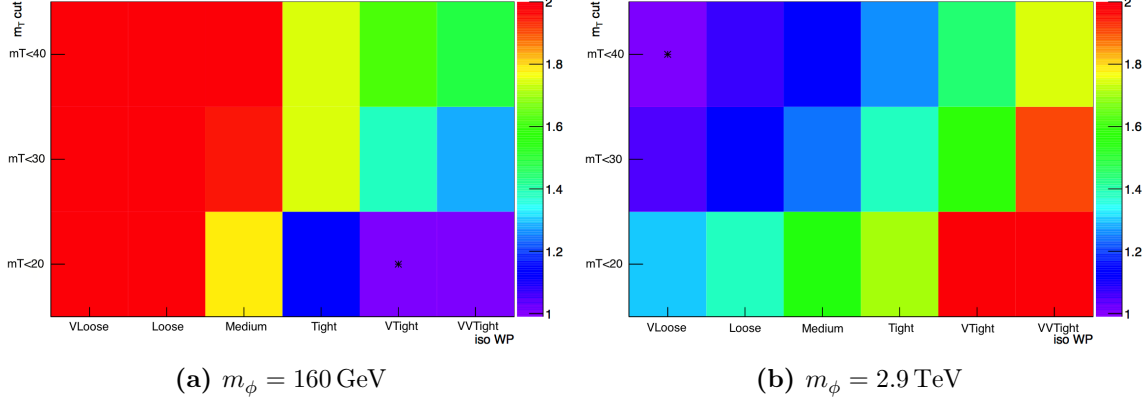 m_T cut
mT<40
mT<30
mT<20
VLoose Loose Medium Tight VTight VVTight
iso WP
2
1.8
1.6
1.4
1.2
1
(a) m_ϕ = 160 GeV
m_T cut
mT<40
mT<30
mT<20
VLoose Loose Medium Tight VTight VVTight
iso WP
2
1.8
1.6
1.4
1.2
1
(b) m_ϕ = 2.9 TeV